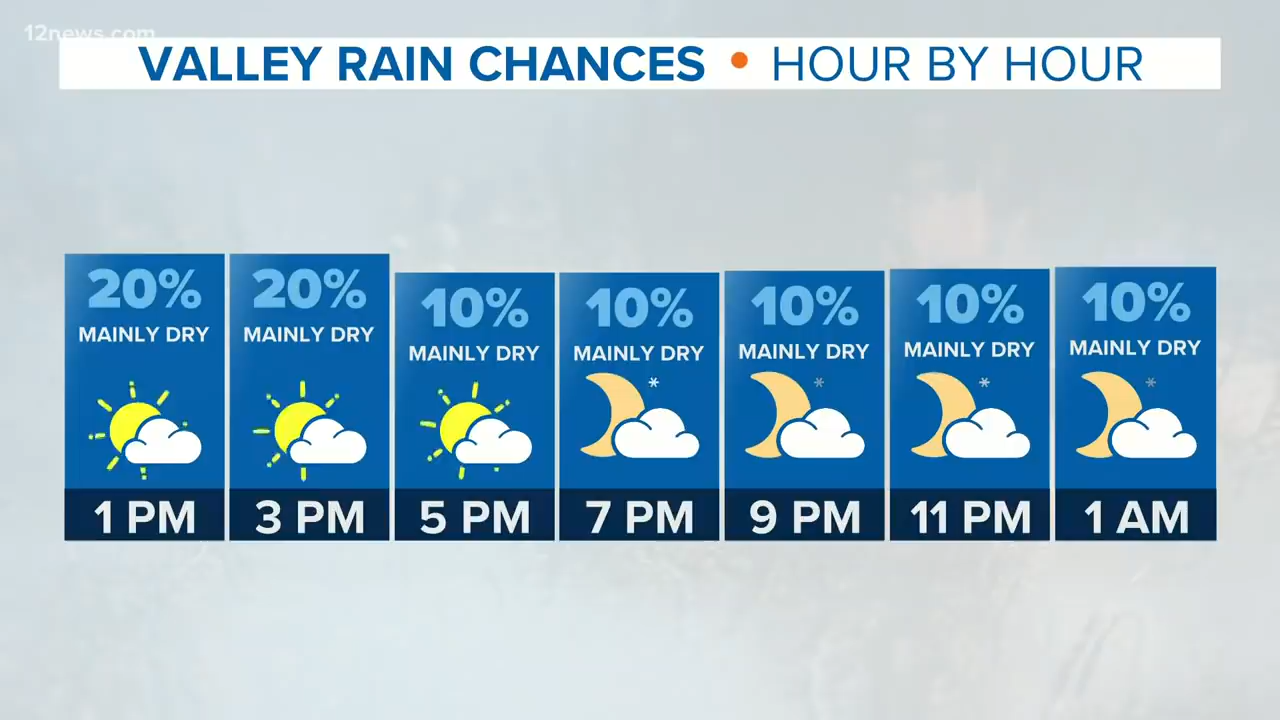 12news.com
VALLEY RAIN CHANCES • HOUR BY HOUR
20% 20% 10% 10% 10% 10% 10%
MAINLY DRY MAINLY DRY MAINLY DRY MAINLY DRY MAINLY DRY MAINLY DRY MAINLY DRY
1 PM 3 PM 5 PM 7 PM 9 PM 11 PM 1 AM